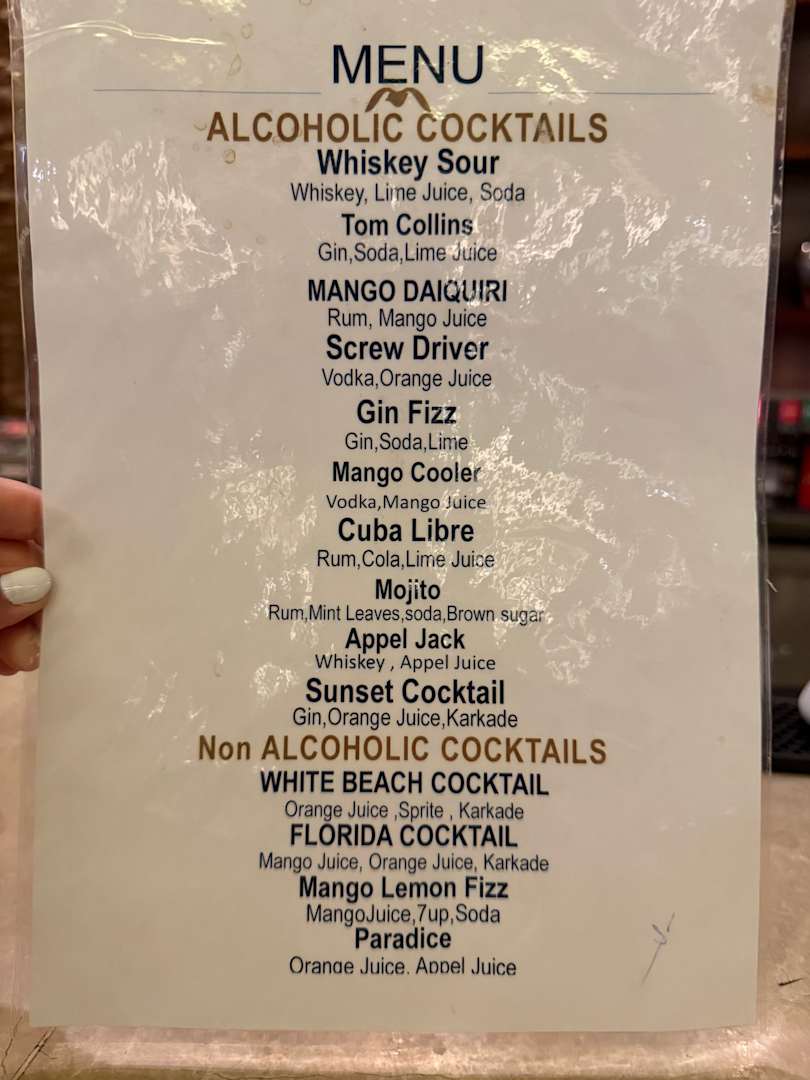 MENU
ALCOHOLIC COCKTAILS
Whiskey Sour
Whiskey, Lime Juice, Soda
Tom Collins
Gin,Soda,Lime Juice
MANGO DAIQUIRI
Rum, Mango Juice
Screw Driver
Vodka,Orange Juice
Gin Fizz
Gin,Soda,Lime
Mango Cooler
Vodka,Mango Juice
Cuba Libre
Rum,Cola,Lime Juice
Mojito
Rum,Mint Leaves,soda,Brown sugar
Appel Jack
Whiskey , Appel Juice
Sunset Cocktail
Gin,Orange Juice,Karkade
Non ALCOHOLIC COCKTAILS
WHITE BEACH COCKTAIL
Orange Juice ,Sprite , Karkade
FLORIDA COCKTAIL
Mango Juice, Orange Juice, Karkade
Mango Lemon Fizz
MangoJuice,7up,Soda
Paradice
Orange Juice, Appel Juice